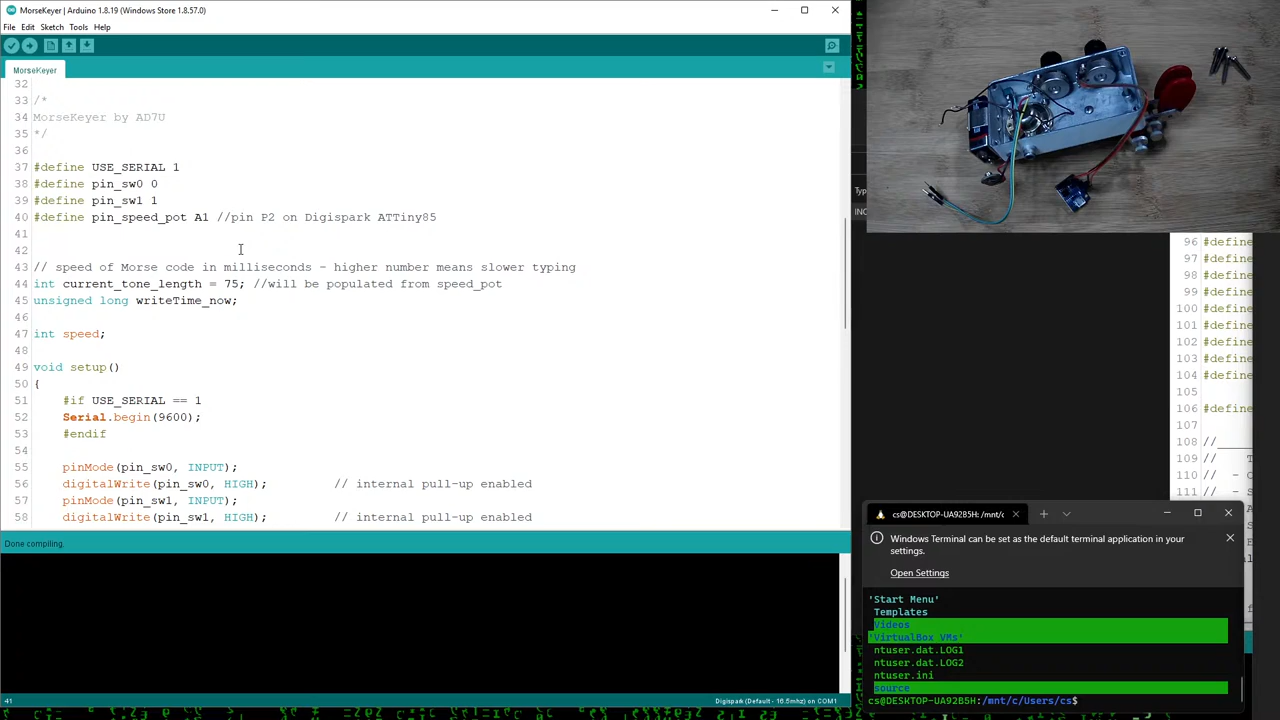 MorseKeyer | Arduino 1.8.19 (Windows Store 1.8.57.0)
File Edit Sketch Tools Help
MorseKeyer
32
33 /*
34 MorseKeyer by AD7U
35 */
36
37 #define USE_SERIAL 1
38 #define pin_sw0 0
39 #define pin_sw1 1
40 #define pin_speed_pot A1 //pin P2 on Digispark ATTiny85
41
42
43 // speed of Morse code in milliseconds - higher number means slower typing
44 int current_tone_length = 75; //will be populated from speed_pot
45 unsigned long writeTime_now;
46
47 int speed;
48
49 void setup()
50 {
51 #if USE_SERIAL == 1
52 Serial.begin(9600);
53 #endif
54
55 pinMode(pin_sw0, INPUT);
56 digitalWrite(pin_sw0, HIGH); // internal pull-up enabled
57 pinMode(pin_sw1, INPUT);
58 digitalWrite(pin_sw1, HIGH); // internal pull-up enabled
Done compiling.
41
Digispark (Default - 16.5mhz) on COM1
Typ
INC
96 #define
97 #define
98 #define
99 #define
100 #define
101 #define
102 #define
103 #define
104 #define
105
106 #define
107
108 //
109 // T
110 // - C
111 // - S
cs@DESKTOP-UA92B5H: /mnt/c
Windows Terminal can be set as the default terminal application in your
settings.
Open Settings
'Start Menu'
Templates
Videos
'VirtualBox VMs'
ntuser.dat.LOG1
ntuser.dat.LOG2
ntuser.ini
source
cs@DESKTOP-UA92B5H:/mnt/c/Users/cs$